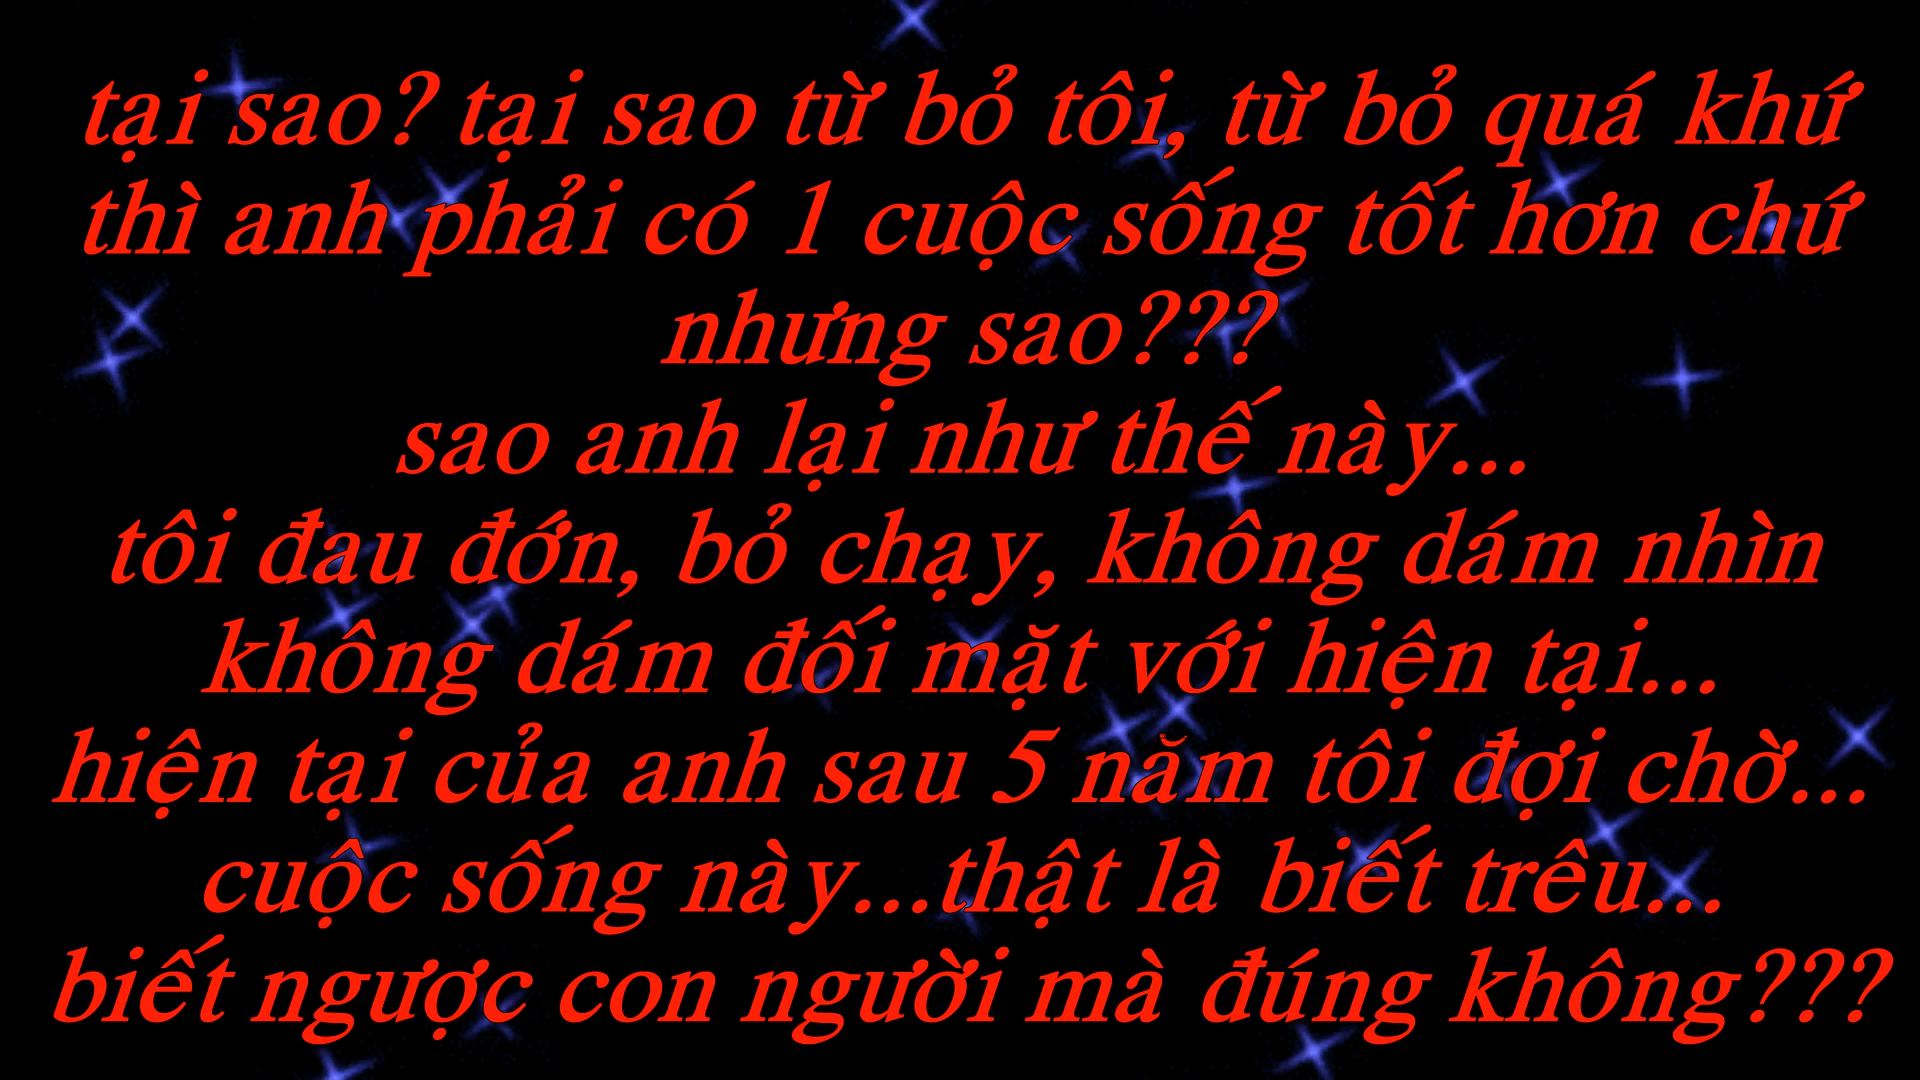 tại sao? tại sao từ bỏ tôi, từ bỏ quá khứ
thì anh phải có 1 cuộc sống tốt hơn chứ
nhưng sao???
sao anh lại như thế này...
tôi đau đớn, bỏ chạy, không dám nhìn
không dám đối mặt với hiện tại...
hiện tại của anh sau 5 năm tôi đợi chờ...
cuộc sống này...thật là biết trêu...
biết ngược con người mà đúng không???